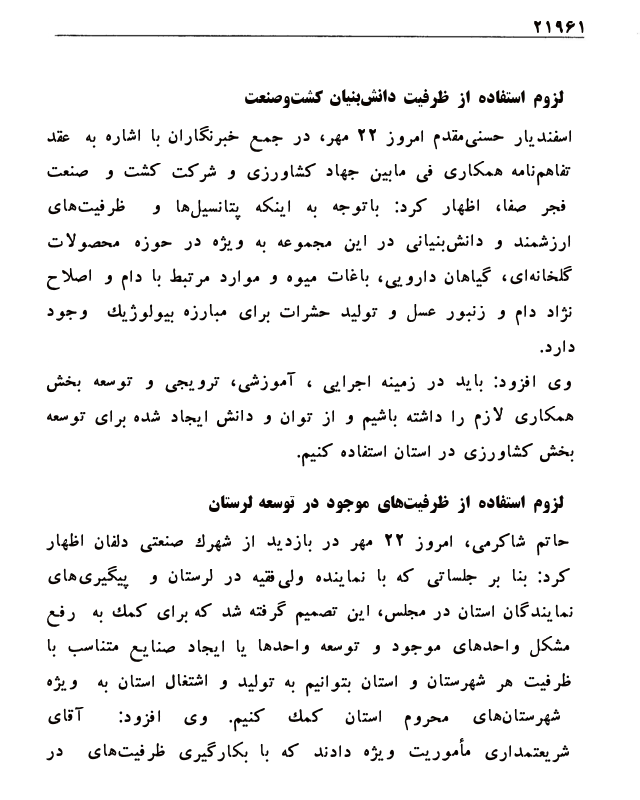 ۲۱۹۶۱
لزوم استفاده از ظرفیت دانش‌بنیان کشت‌وصنعت
اسفندیار حسنی‌مقدم امروز ۲۲ مهر، در جمع خبرنگاران با اشاره به عقد
تفاهم‌نامه همکاری فی مابین جهاد کشاورزی و شرکت کشت و صنعت
فجر صفا، اظهار کرد: باتوجه به اینکه پتانسیل‌ها و ظرفیت‌های
ارزشمند و دانش‌بنیانی در این مجموعه به ویژه در حوزه محصولات
گلخانه‌ای، گیاهان دارویی، باغات میوه و موارد مرتبط با دام و اصلاح
نژاد دام و زنبور عسل و تولید حشرات برای مبارزه بیولوژیك وجود
دارد.
وی افزود: باید در زمینه اجرایی ، آموزشی، ترویجی و توسعه بخش
همکاری لازم را داشته باشیم و از توان و دانش ایجاد شده برای توسعه
بخش کشاورزی در استان استفاده کنیم.
لزوم استفاده از ظرفیت‌های موجود در توسعه لرستان
حاتم شاکرمی، امروز ۲۲ مهر در بازدید از شهرك صنعتی دلفان اظهار
کرد: بنا بر جلساتی که با نماینده ولی‌فقیه در لرستان و پیگیری‌های
نمایندگان استان در مجلس، این تصمیم گرفته شد که برای کمك به رفع
مشکل واحدهای موجود و توسعه واحدها یا ایجاد صنایع متناسب با
ظرفیت هر شهرستان و استان بتوانیم به تولید و اشتغال استان به ویژه
شهرستان‌های محروم استان کمك کنیم. وی افزود: آقای
شریعتمداری مأموریت ویژه دادند که با بکارگیری ظرفیت‌های در